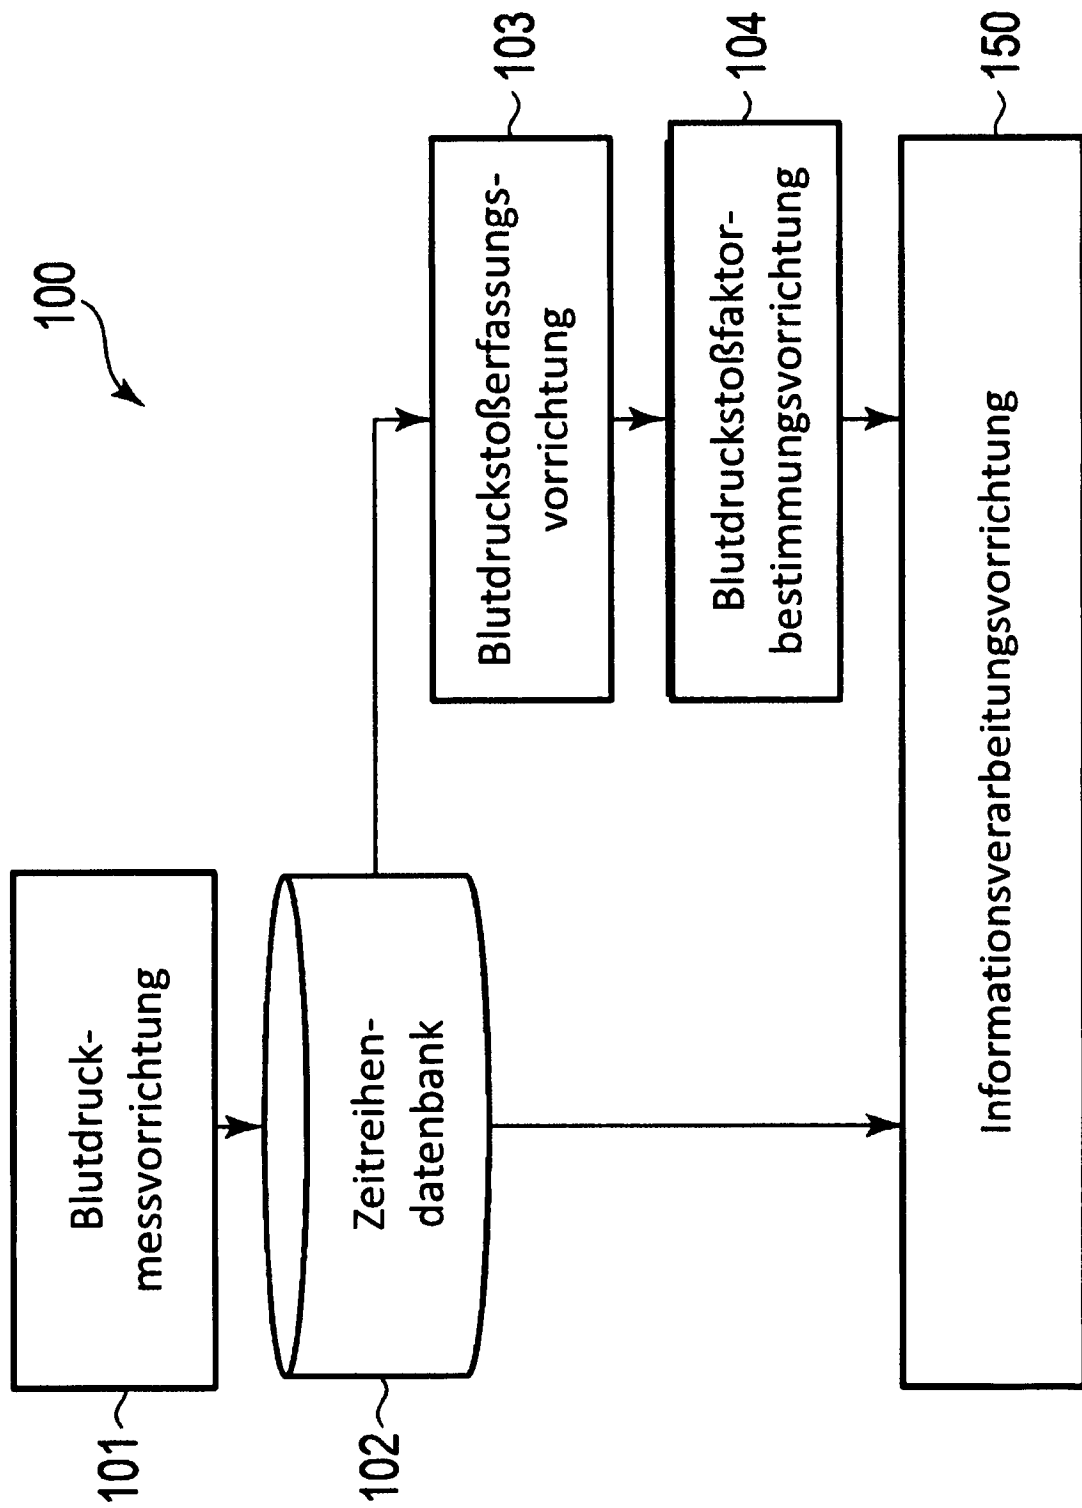 100
101
Blutdruck-
messvorrichtung
102
Zeitreihen-
datenbank
Blutdruckstoßerfassungs-
vorrichtung
103
Blutdruckstoßfaktor-
bestimmungsvorrichtung
104
Informationsverarbeitungsvorrichtung
150